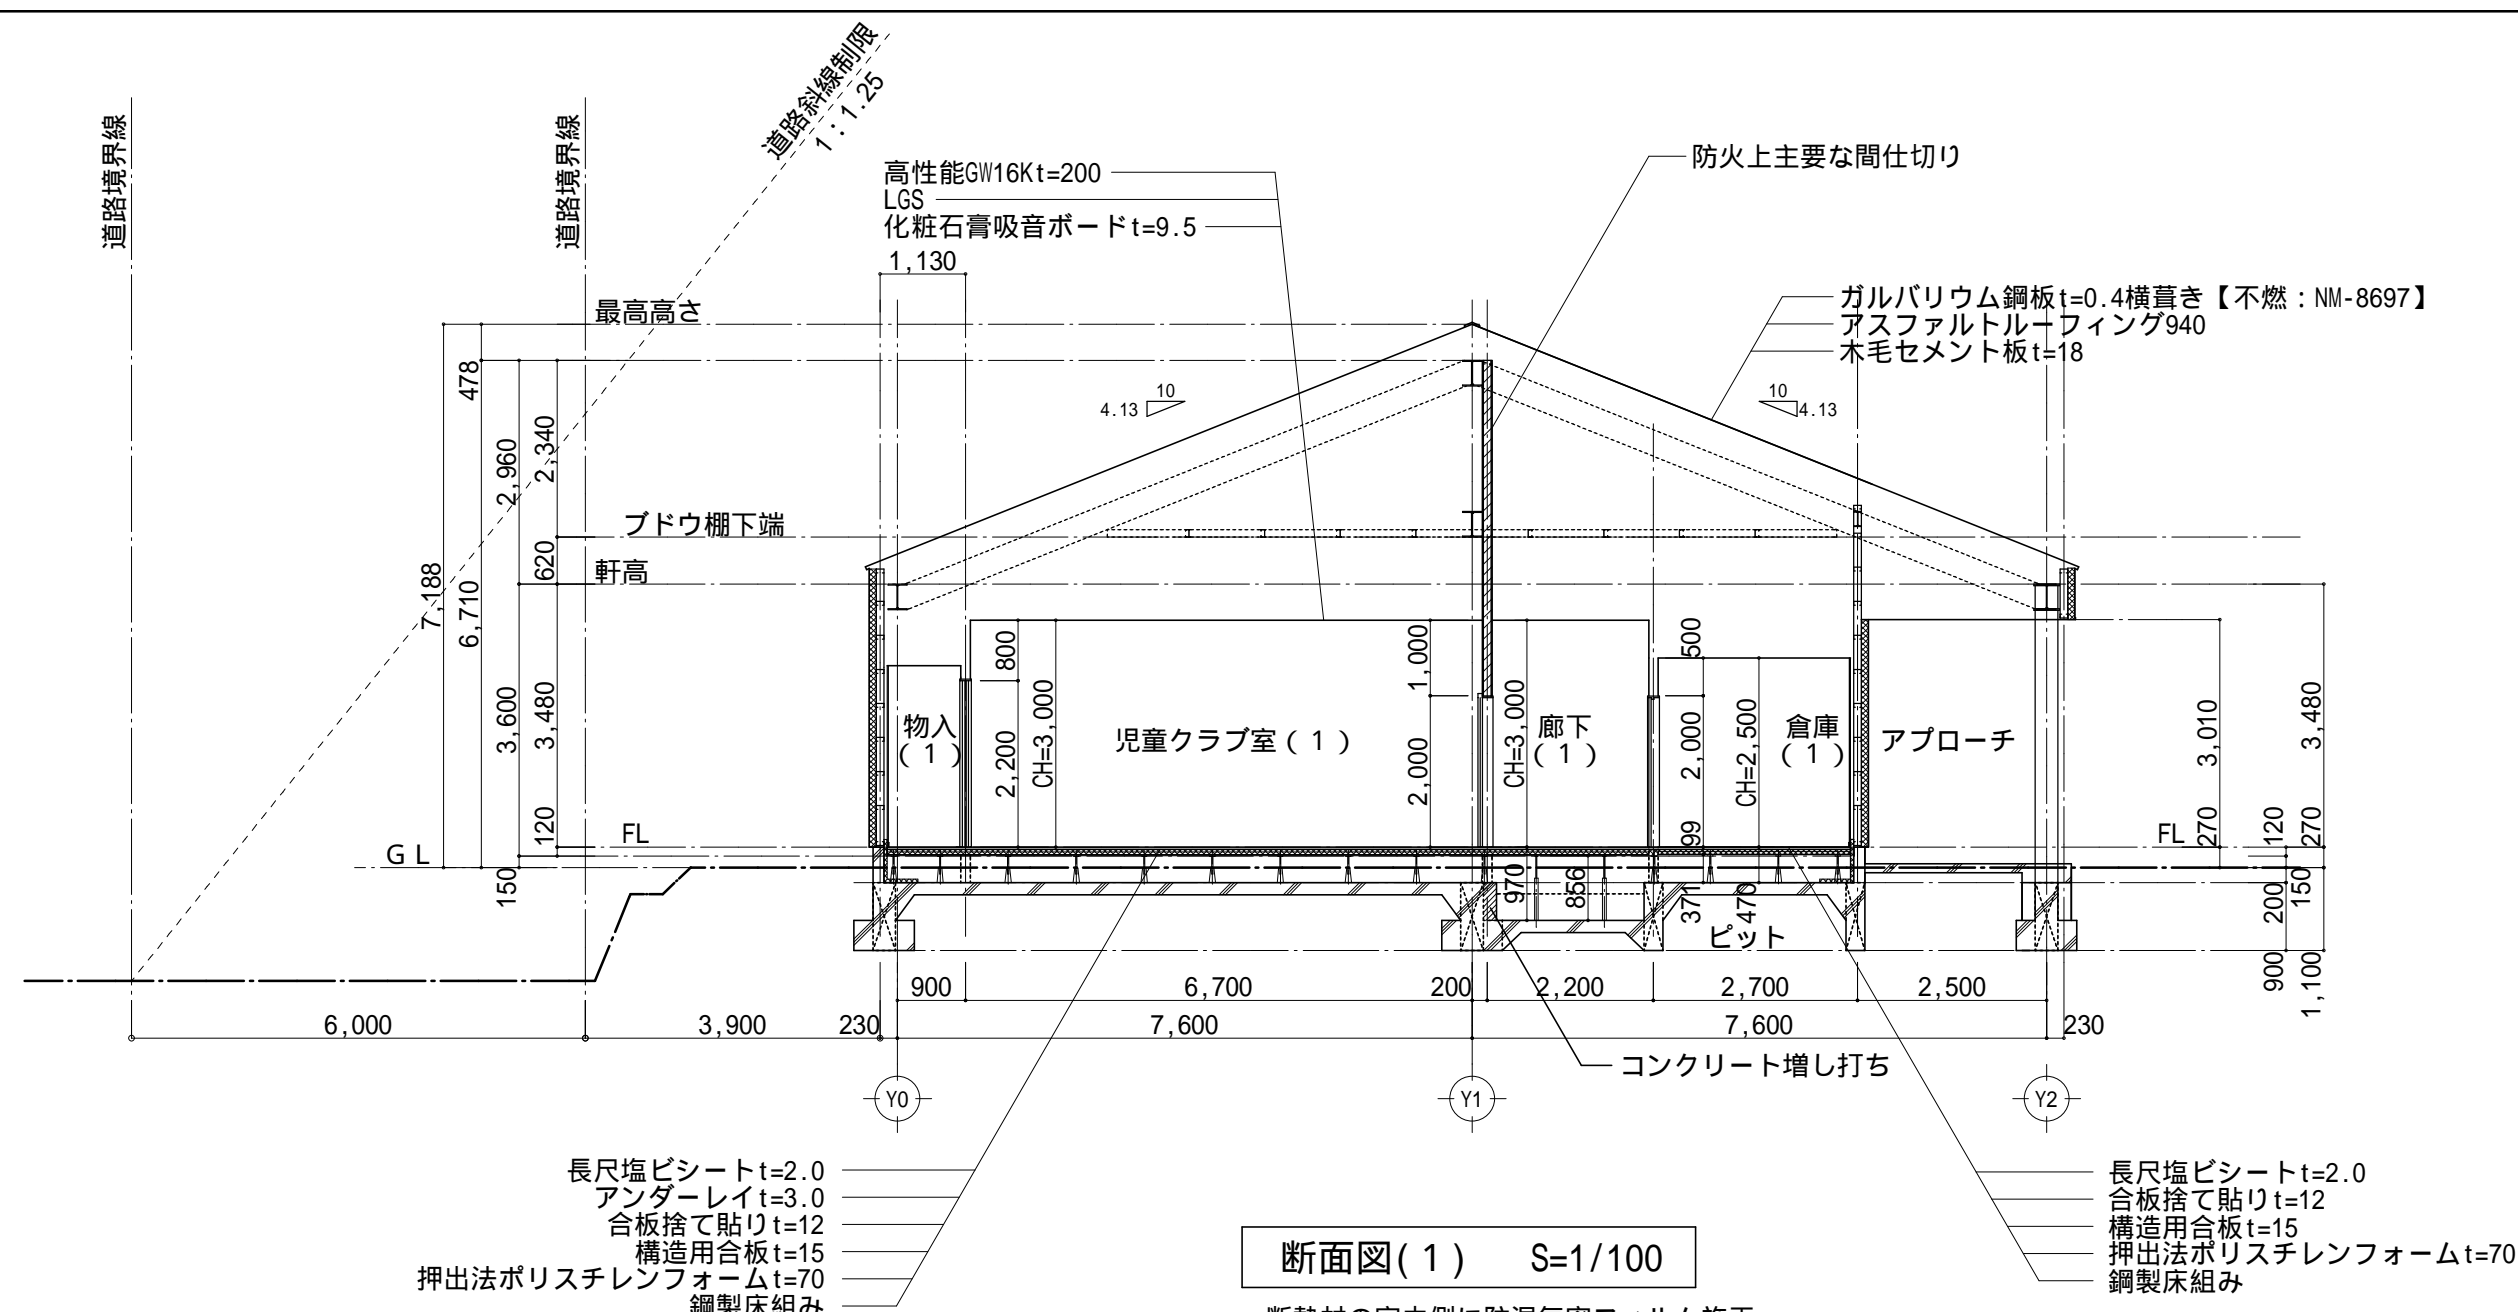 道路境界線
道路境界線
道路斜線制限
1：1.25
高性能GW16Kt=200
LGS
化粧石膏吸音ボードt=9.5
防火上主要な間仕切り
ガルバリウム鋼板t=0.4横葺き【不燃：NM-8697】
アスファルトルーフィング940
木毛セメント板t=18
1,130
最高高さ
478
2,960
2,340
10
4.13
10
4.13
ブドウ棚下端
620
軒高
7,188
6,710
3,600
3,480
120
150
FL
ＧＬ
物入
（１）
800
2,200
CH=3,000
児童クラブ室（１）
1,000
2,000
CH=3,000
廊下
（１）
500
2,000
99
CH=2,500
倉庫
（１）
アプローチ
3,010
270
3,480
FL
120
270
970
856
371
470
ピット
200
150
900
1,100
900
6,700
200
2,200
2,700
2,500
6,000
3,900
230
7,600
7,600
230
コンクリート増し打ち
Y0
Y1
Y2
長尺塩ビシートt=2.0
アンダーレイt=3.0
合板捨て貼りt=12
構造用合板t=15
押出法ポリスチレンフォームt=70
鋼製床組み
長尺塩ビシートt=2.0
合板捨て貼りt=12
構造用合板t=15
押出法ポリスチレンフォームt=70
鋼製床組み
断面図(１) S=1/100